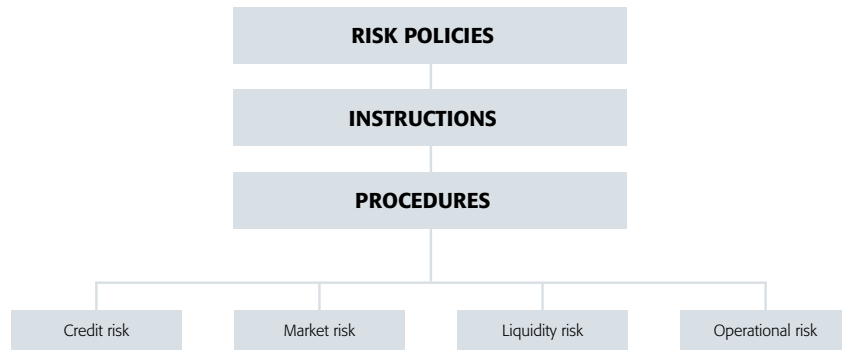 RISK POLICIES
INSTRUCTIONS
PROCEDURES
Credit risk
Market risk
Liquidity risk
Operational risk